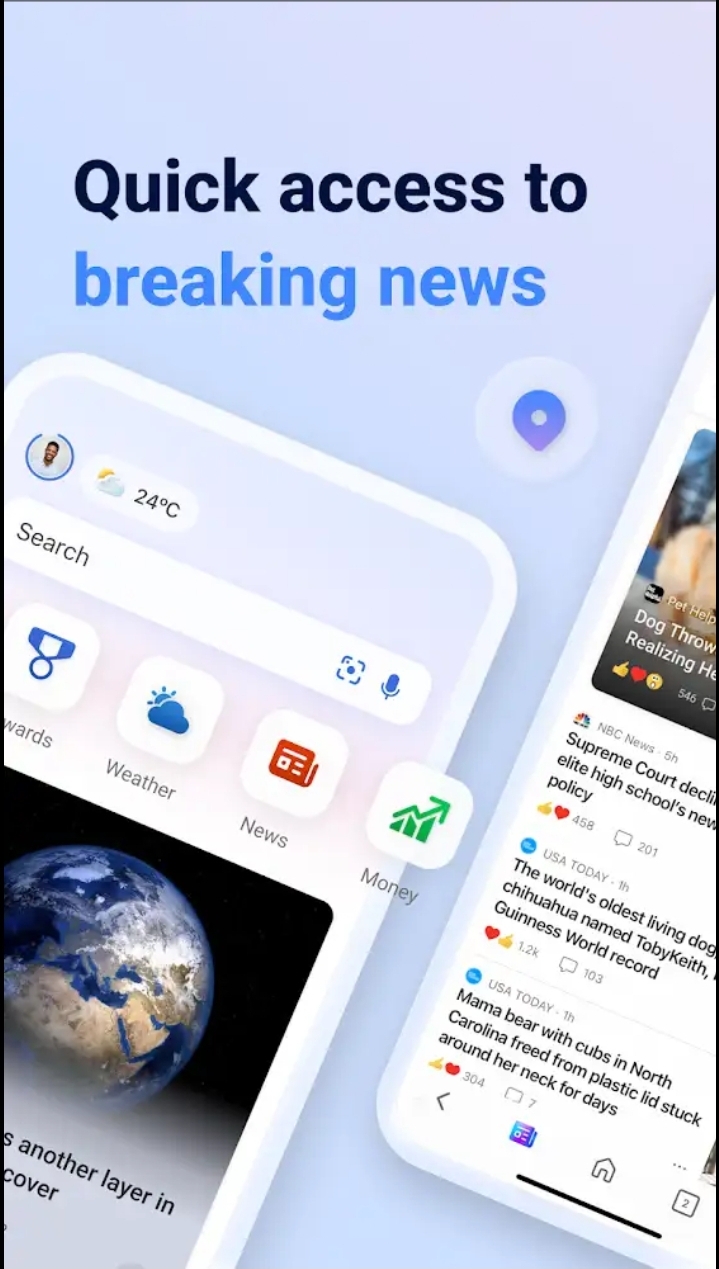 Quick access to
breaking news
24°C
Search
wards
Weather
News
Money
s another layer in
cover
Pet Help
Dog Throw
Realizing He
546
NBC News · 5h
Supreme Court decli
elite high school's new
policy
458 201
USA TODAY · 1h
The world's oldest living dog,
chihuahua named TobyKeith,
Guinness World record
1.2k 103
USA TODAY · 1h
Mama bear with cubs in North
Carolina freed from plastic lid stuck
around her neck for days
304 7
2